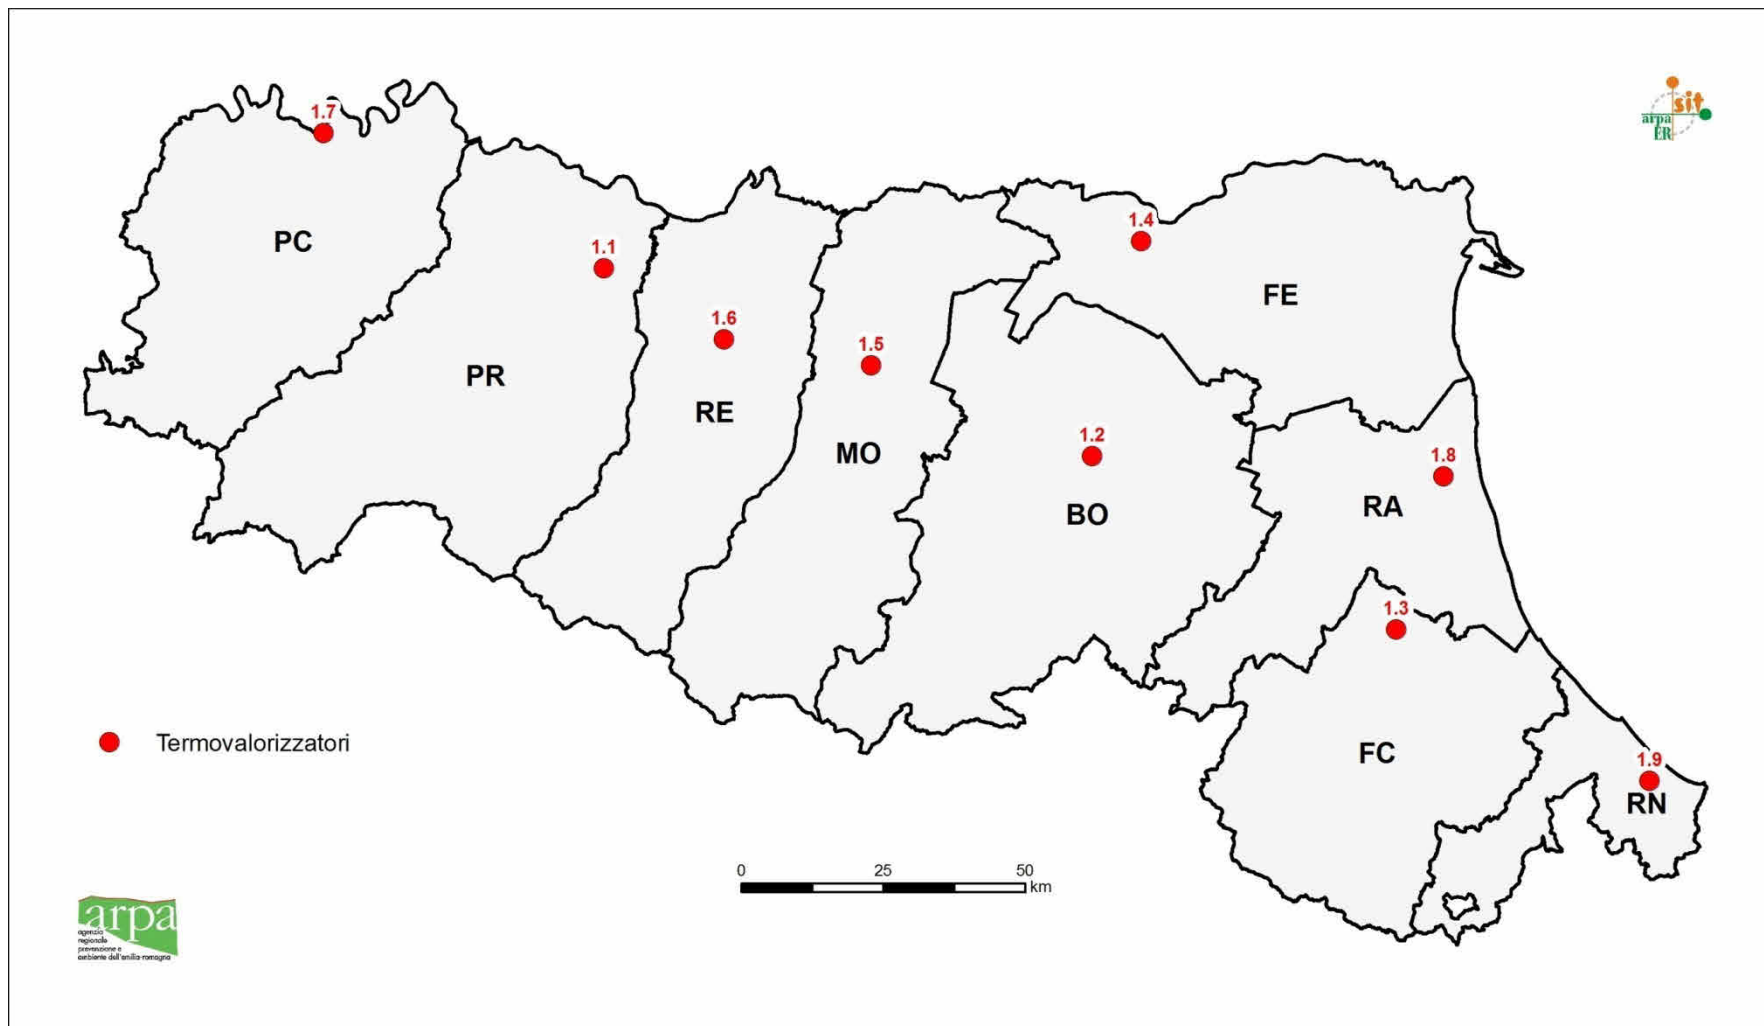 1.7
sit
arpa
ER
1.4
PC
1.1
FE
1.6
1.5
PR
RE
1.2
MO
1.8
RA
BO
1.3
Termovalorizzatori
FC
1.9
RN
0 25 50
km
arpa
agenzia
regionale
prevenzione e
ambiente dell'emilia-romagna